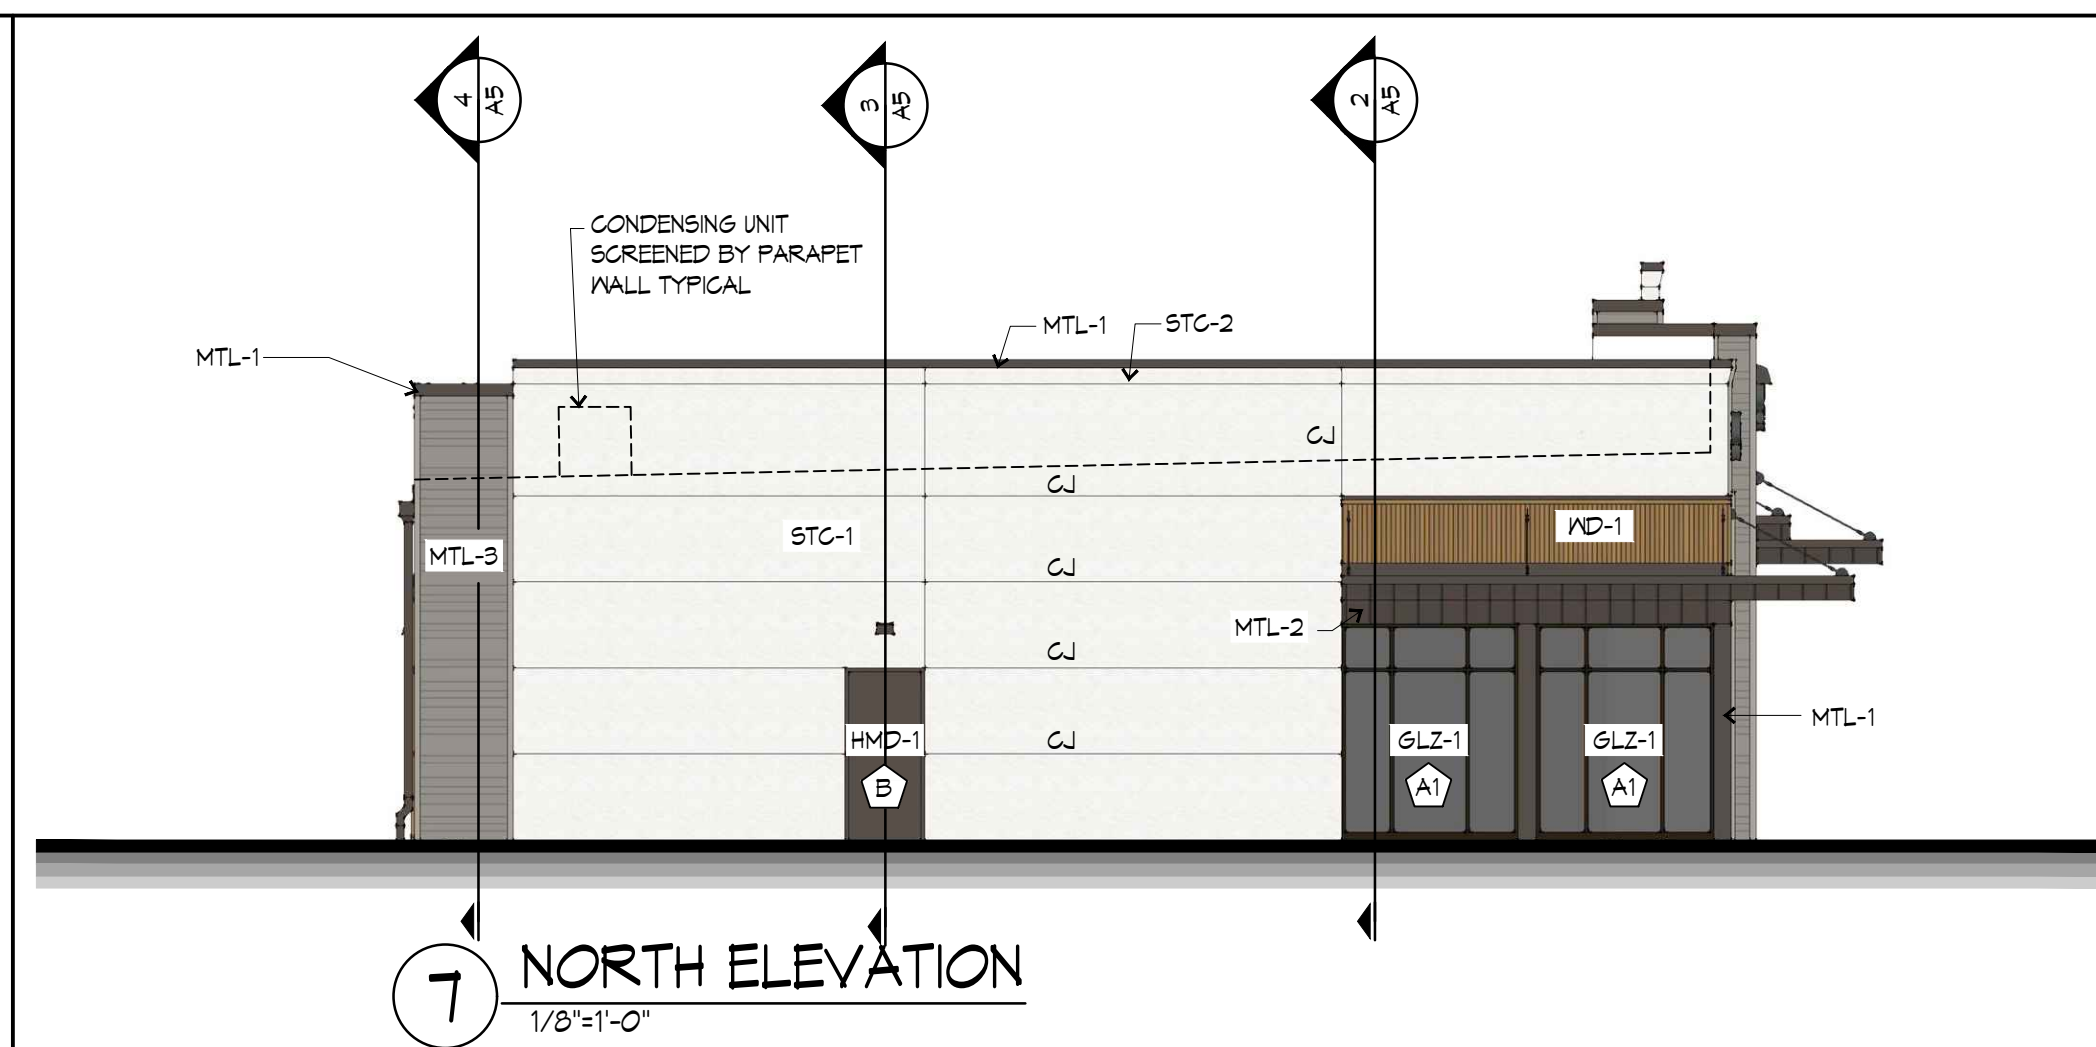 4
A5
3
A5
2
A5
CONDENSING UNIT
SCREENED BY PARAPET
WALL TYPICAL
MTL-1
MTL-1
STC-2
CJ
CJ
STC-1
WD-1
MTL-3
CJ
MTL-2
CJ
MTL-1
HMD-1
CJ
GLZ-1
GLZ-1
B
A1
A1
7
NORTH ELEVATION
1/8"=1'-0"